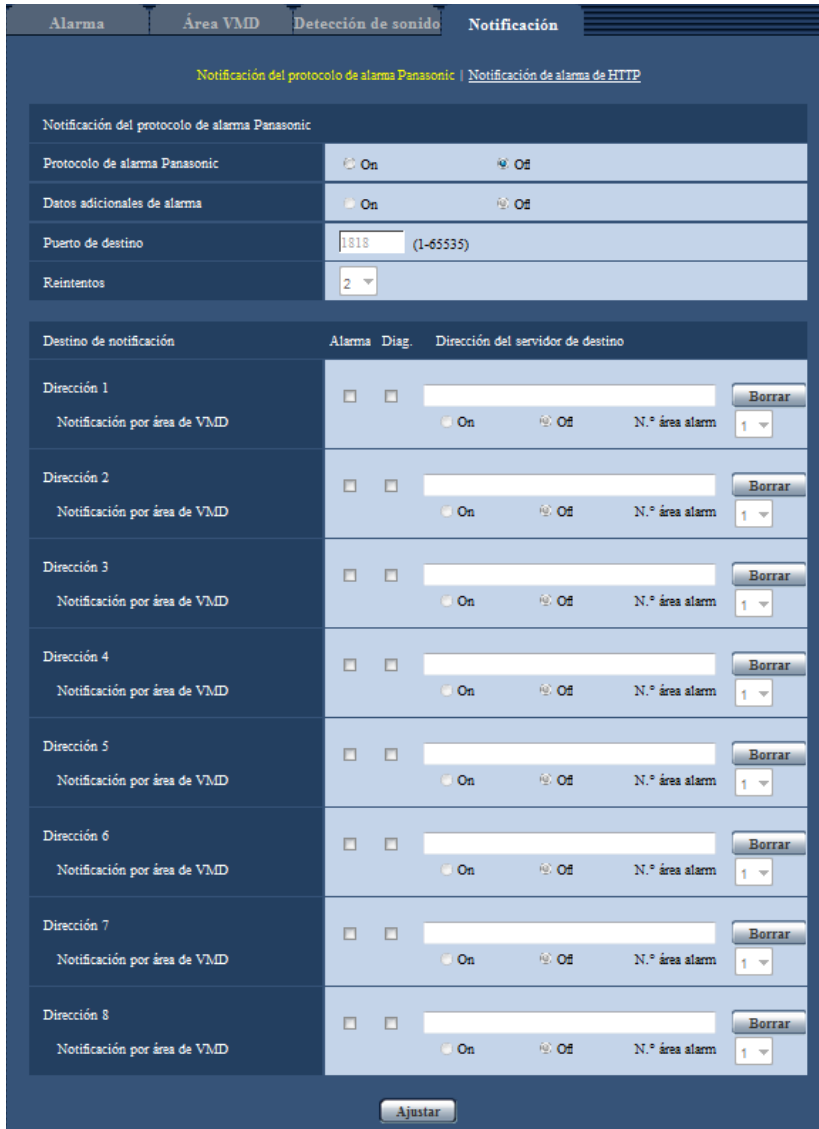 Alarma Área VMD Detección de sonido Notificación
Notificación del protocolo de alarma Panasonic | Notificación de alarma de HTTP
Notificación del protocolo de alarma Panasonic
Protocolo de alarma Panasonic On Off
Datos adicionales de alarma On Off
Puerto de destino 1818 (1-65535)
Reintentos 2
Destino de notificación Alarma Diag. Dirección del servidor de destino
Dirección 1 Borrar
Notificación por área de VMD On Off N.° área alarm 1
Dirección 2 Borrar
Notificación por área de VMD On Off N.° área alarm 1
Dirección 3 Borrar
Notificación por área de VMD On Off N.° área alarm 1
Dirección 4 Borrar
Notificación por área de VMD On Off N.° área alarm 1
Dirección 5 Borrar
Notificación por área de VMD On Off N.° área alarm 1
Dirección 6 Borrar
Notificación por área de VMD On Off N.° área alarm 1
Dirección 7 Borrar
Notificación por área de VMD On Off N.° área alarm 1
Dirección 8 Borrar
Notificación por área de VMD On Off N.° área alarm 1
Ajustar